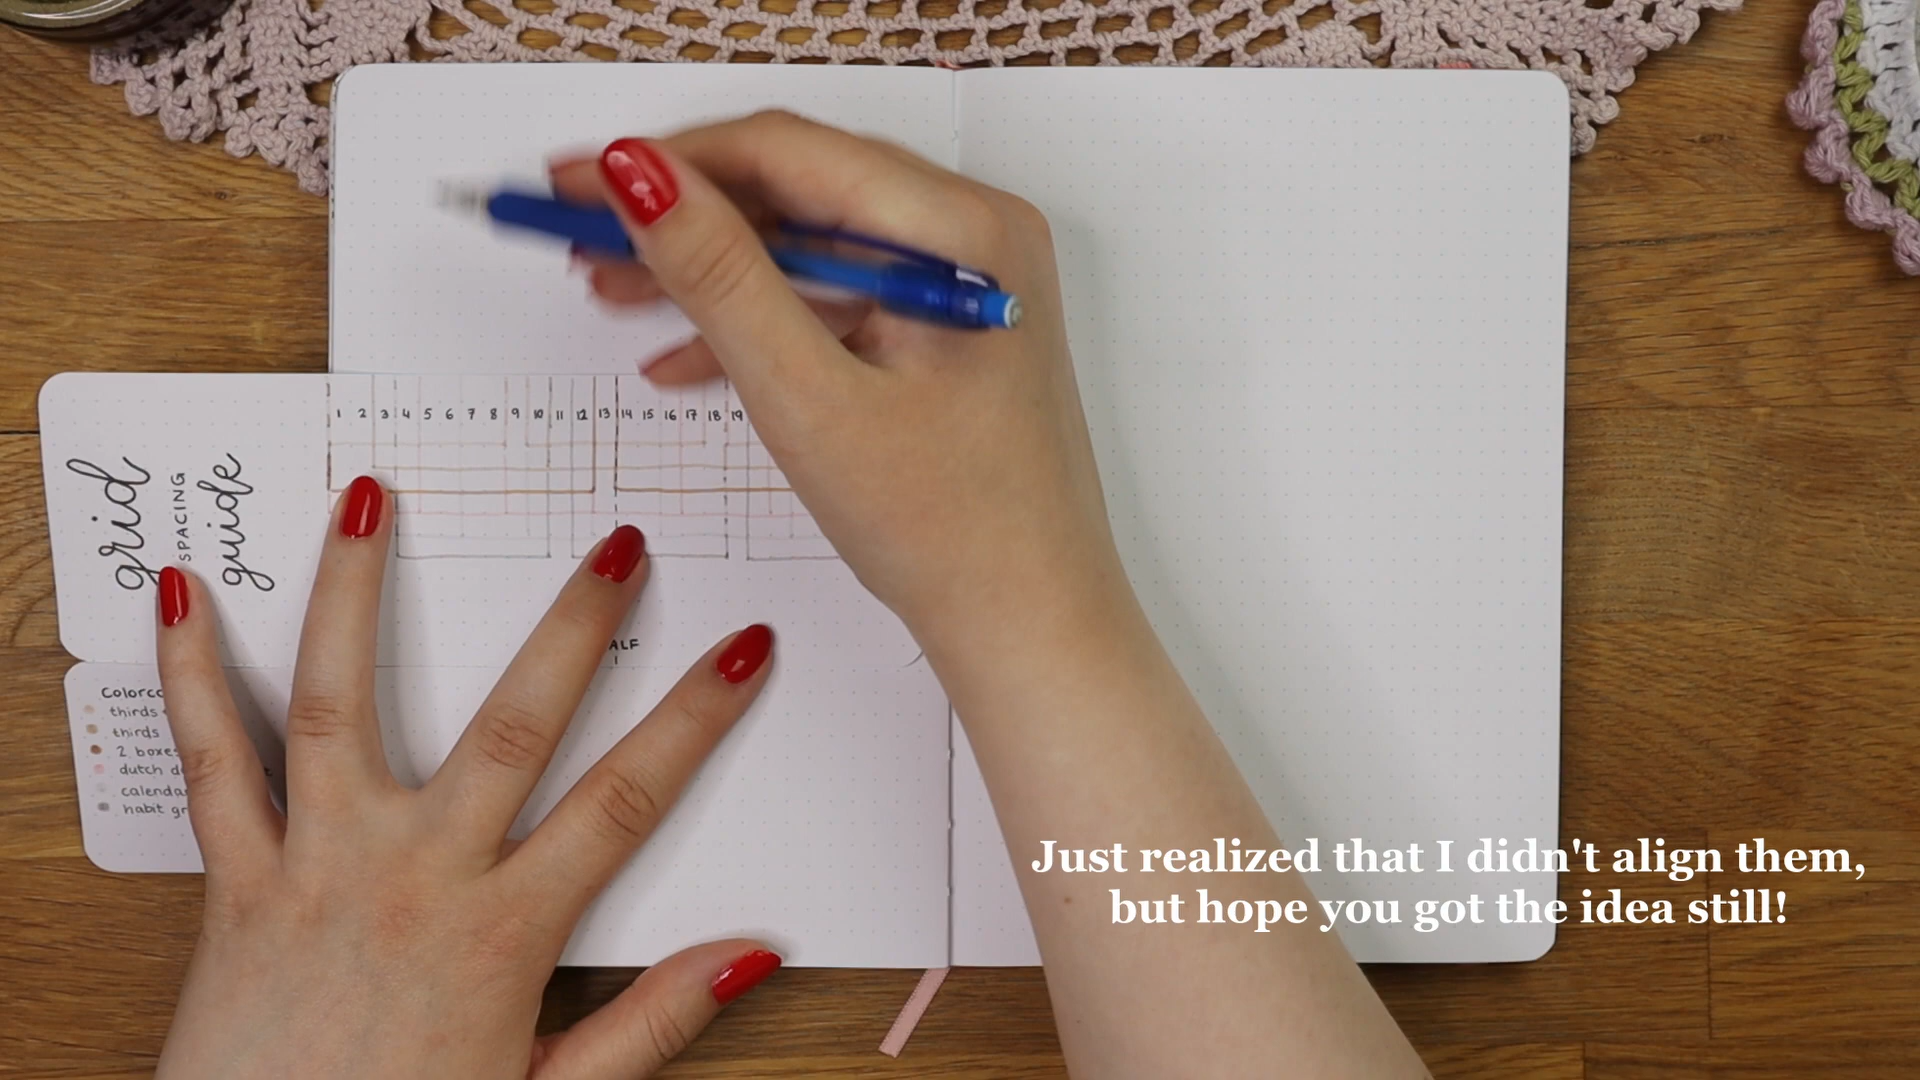 1 2 3 4 5 6 7 8 9 10 11 12 13 14 15 16 17 18 19
grid
SPACING
guide
ALF
1
thirds
thirds
2 boxes
dutch
habit
Just realized that I didn't align them,
but hope you got the idea still!